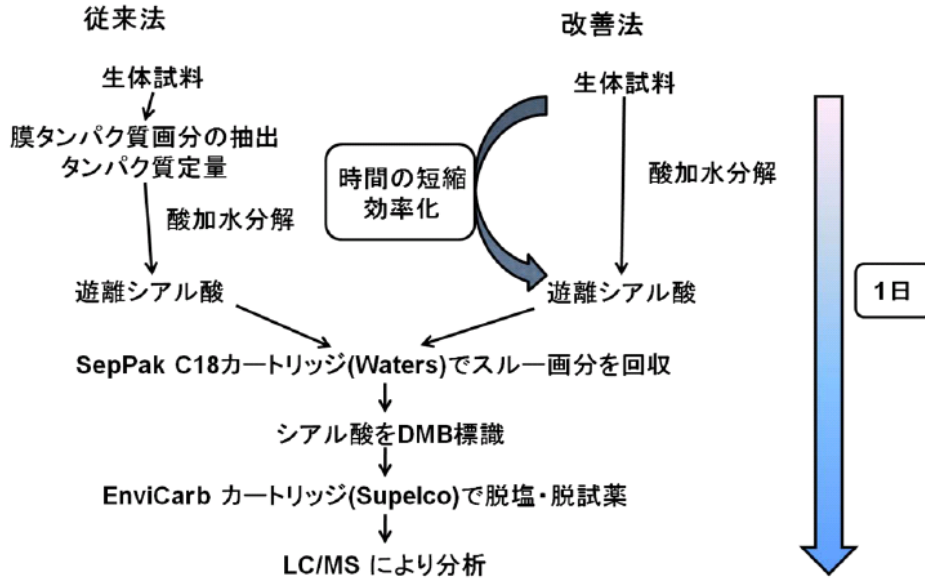 従来法
改善法
生体試料
膜タンパク質画分の抽出
タンパク質定量
酸加水分解
遊離シアル酸
生体試料
時間の短縮
効率化
酸加水分解
遊離シアル酸
1日
SepPak C18カートリッジ(Waters)でスルー画分を回収
シアル酸をDMB標識
EnviCarb カートリッジ(Supelco)で脱塩・脱試薬
LC/MS により分析